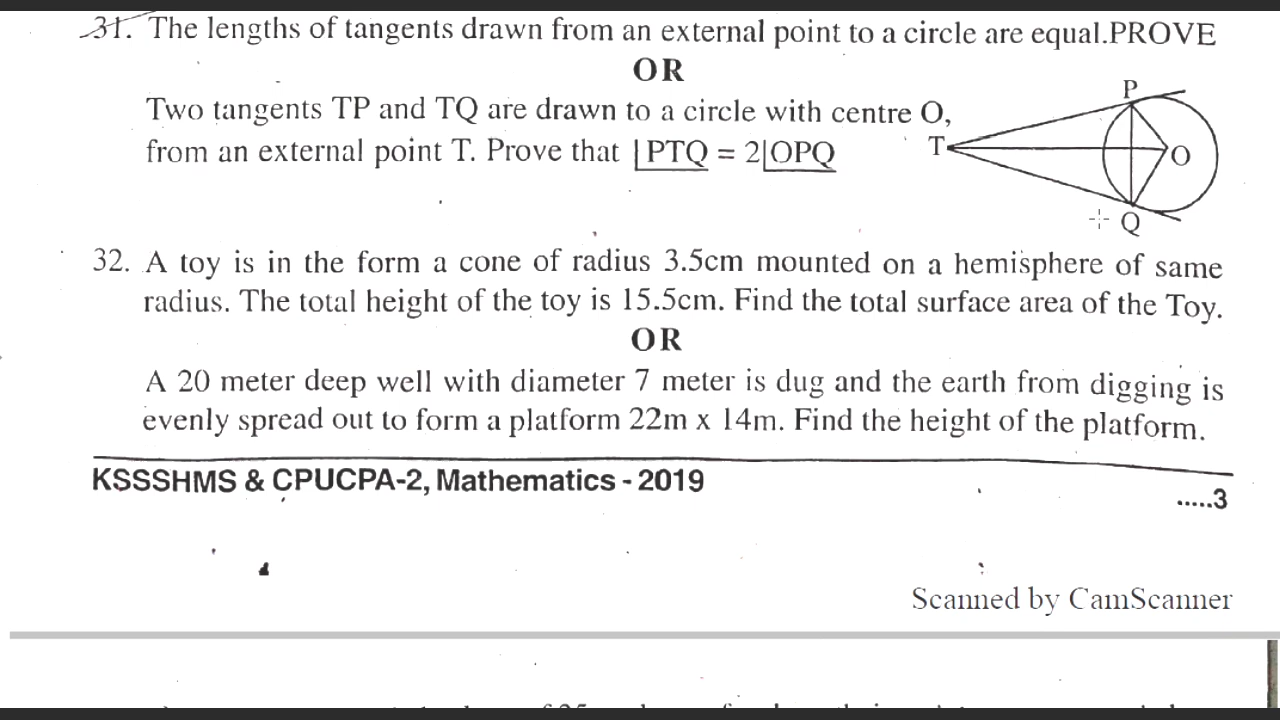 31. The lengths of tangents drawn from an external point to a circle are equal.PROVE
OR
Two tangents TP and TQ are drawn to a circle with centre O,
from an external point T. Prove that ⌊PTQ = 2⌊OPQ
P
T
O
Q
32. A toy is in the form a cone of radius 3.5cm mounted on a hemisphere of same
radius. The total height of the toy is 15.5cm. Find the total surface area of the Toy.
OR
A 20 meter deep well with diameter 7 meter is dug and the earth from digging is
evenly spread out to form a platform 22m x 14m. Find the height of the platform.
KSSSHMS & CPUCPA-2, Mathematics - 2019
.....3
Scanned by CamScanner